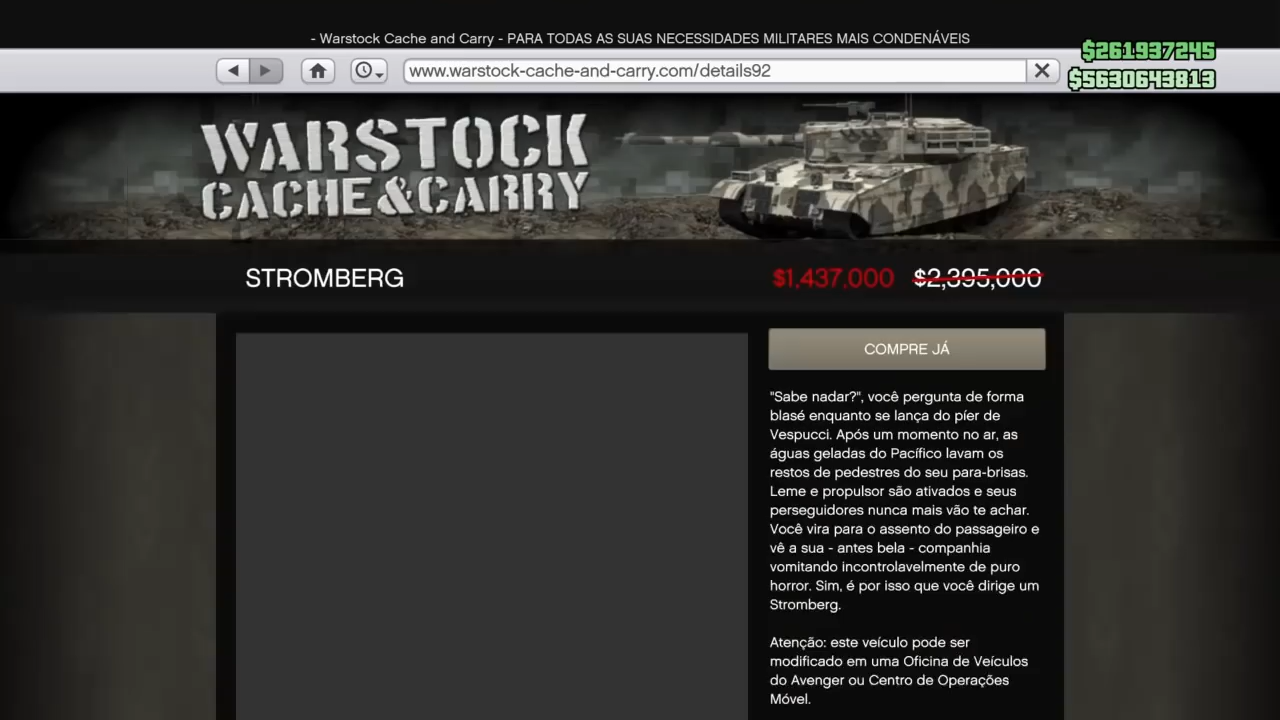 - Warstock Cache and Carry - PARA TODAS AS SUAS NECESSIDADES MILITARES MAIS CONDENÁVEIS
$261937245
www.warstock-cache-and-carry.com/details92
$5630643813
WARSTOCK
CACHE&CARRY
STROMBERG
$1,437,000 $2,395,000
COMPRE JÁ
"Sabe nadar?", você pergunta de forma
blasé enquanto se lança do píer de
Vespucci. Após um momento no ar, as
águas geladas do Pacífico lavam os
restos de pedestres do seu para-brisas.
Leme e propulsor são ativados e seus
perseguidores nunca mais vão te achar.
Você vira para o assento do passageiro e
vê a sua - antes bela - companhia
vomitando incontrolavelmente de puro
horror. Sim, é por isso que você dirige um
Stromberg.
Atenção: este veículo pode ser
modificado em uma Oficina de Veículos
do Avenger ou Centro de Operações
Móvel.